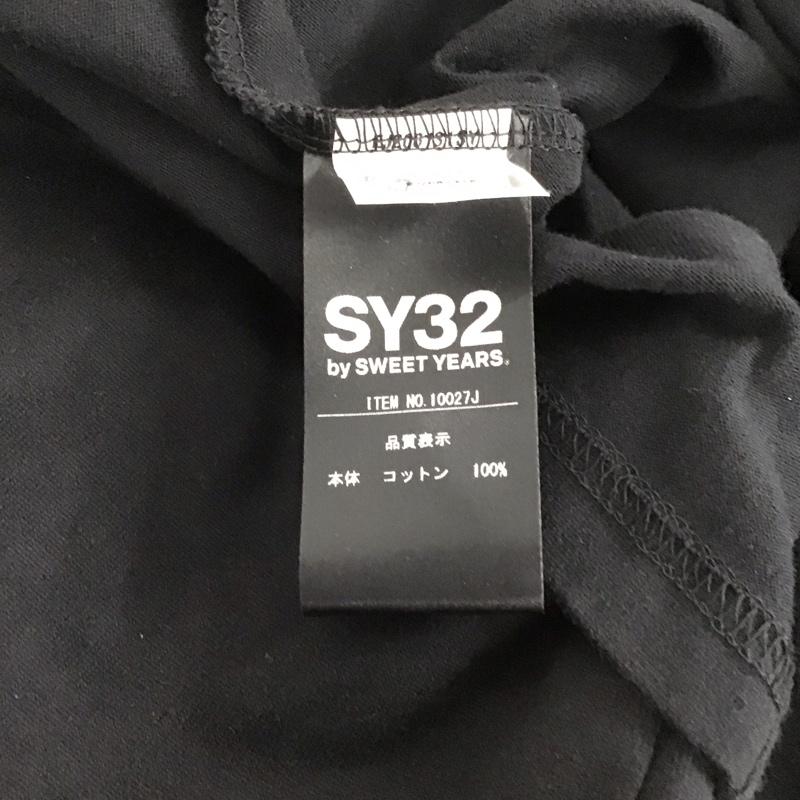 SY32
by SWEET YEARS.
ITEM NO.10027J
品質表示
本体 コットン 100%